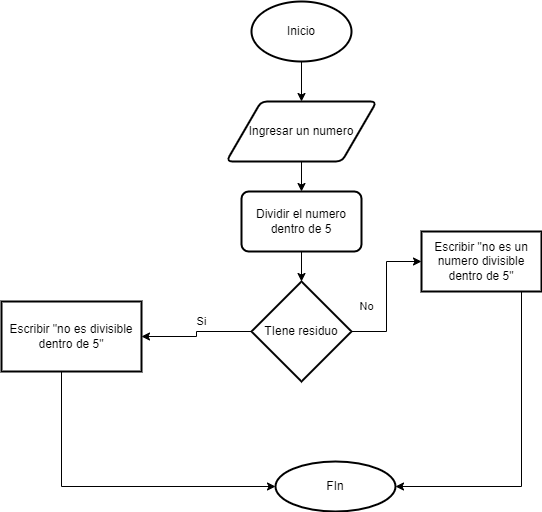 Inicio
Ingresar un numero
Dividir el numero
dentro de 5
Escribir "no es un
numero divisible
dentro de 5"
No
Si
TIene residuo
Escribir "no es divisible
dentro de 5"
FIn